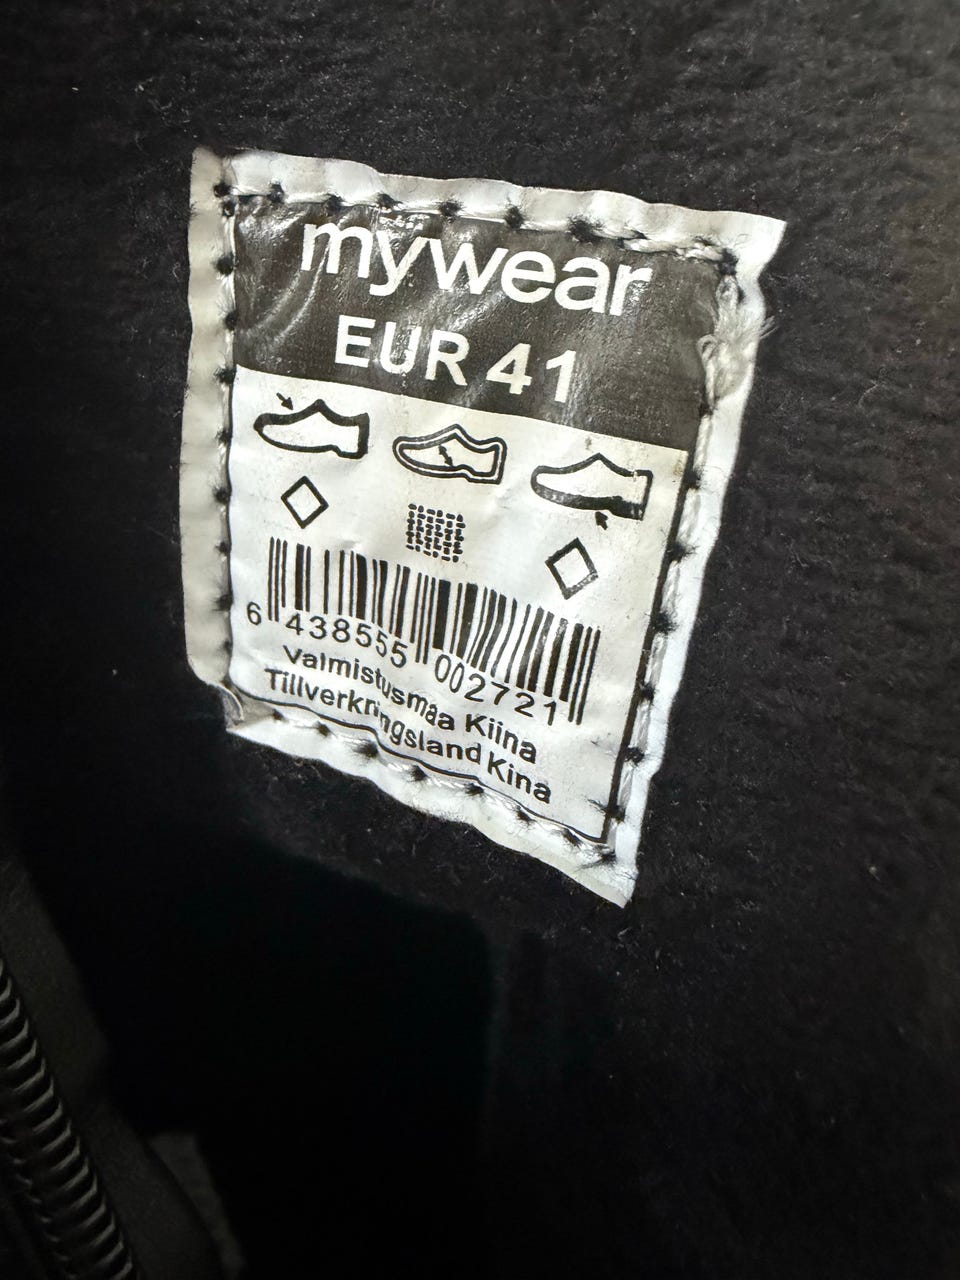 mywear
EUR 41
6 438555 002721
Valmistusmaa Kiina
Tillverkningsland Kina